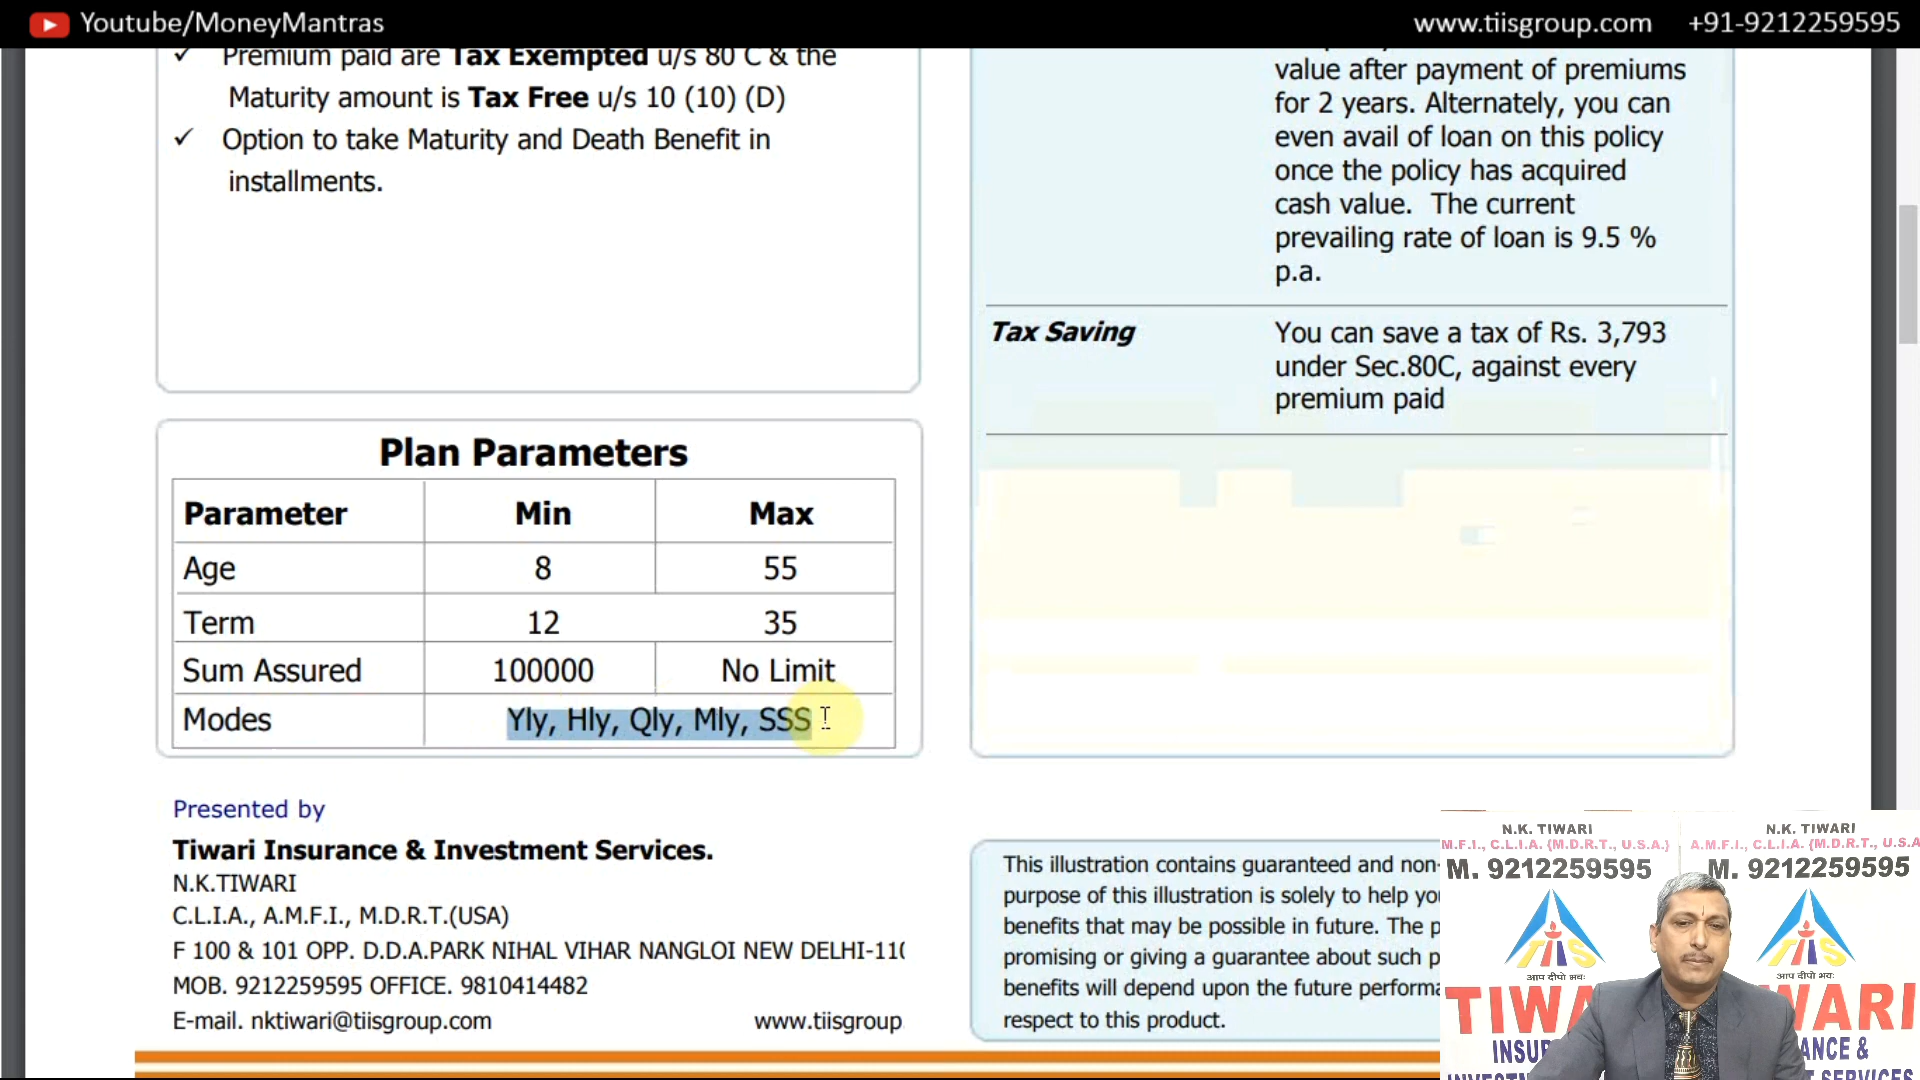 Youtube/MoneyMantras
www.tiisgroup.com +91-9212259595
✓ Premium paid are Tax Exempted u/s 80 C & the
Maturity amount is Tax Free u/s 10 (10) (D)
✓ Option to take Maturity and Death Benefit in
installments.
value after payment of premiums
for 2 years. Alternately, you can
even avail of loan on this policy
once the policy has acquired
cash value. The current
prevailing rate of loan is 9.5 %
p.a.
Tax Saving You can save a tax of Rs. 3,793
under Sec.80C, against every
premium paid
Plan Parameters
Parameter Min Max
Age 8 55
Term 12 35
Sum Assured 100000 No Limit
Modes Yly, Hly, Qly, Mly, SSS
Presented by
Tiwari Insurance & Investment Services.
N.K.TIWARI
C.L.I.A., A.M.F.I., M.D.R.T.(USA)
F 100 & 101 OPP. D.D.A.PARK NIHAL VIHAR NANGLOI NEW DELHI-110
MOB. 9212259595 OFFICE. 9810414482
E-mail. nktiwari@tiisgroup.com www.tiisgroup
This illustration contains guaranteed and non-
purpose of this illustration is solely to help yo
benefits that may be possible in future. The p
promising or giving a guarantee about such p
benefits will depend upon the future performa
respect to this product.
N.K. TIWARI
M.F.I., C.L.I.A. {M.D.R.T., U.S.A.}
M. 9212259595
TIIS
आप दीपो भवः
TIWA
INSUR
N.K. TIWARI
A.M.F.I., C.L.I.A. {M.D.R.T., U.S.A
M. 9212259595
TIIS
आप दीपो भवः
WARI
ANCE &
T SERVICES